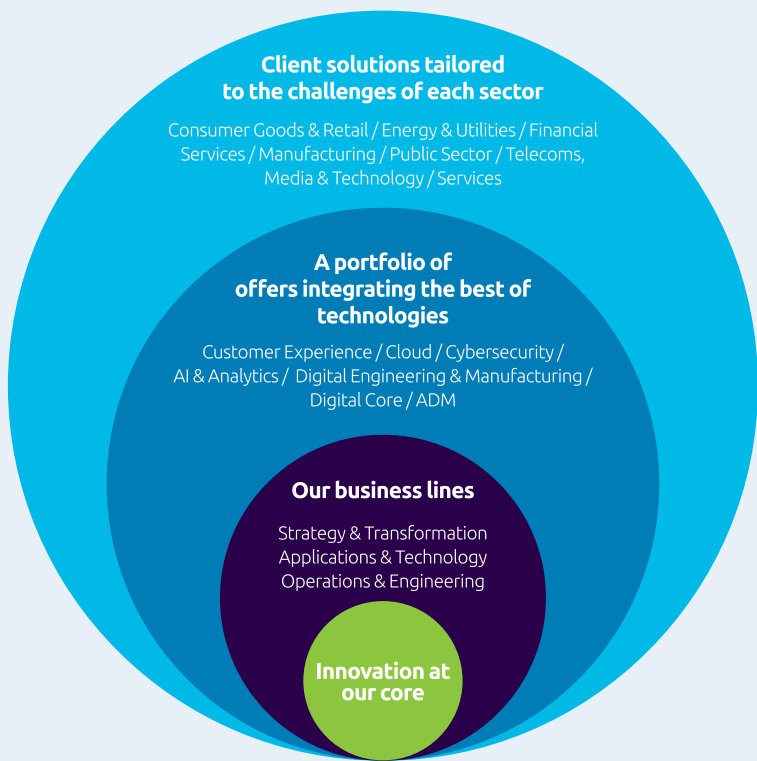 Client solutions tailored
to the challenges of each sector
Consumer Goods & Retail / Energy & Utilities / Financial
Services / Manufacturing / Public Sector / Telecoms,
Media & Technology / Services
A portfolio of
offers integrating the best of
technologies
Customer Experience / Cloud / Cybersecurity /
AI & Analytics / Digital Engineering & Manufacturing /
Digital Core / ADM
Our business lines
Strategy & Transformation
Applications & Technology
Operations & Engineering
Innovation at
our core